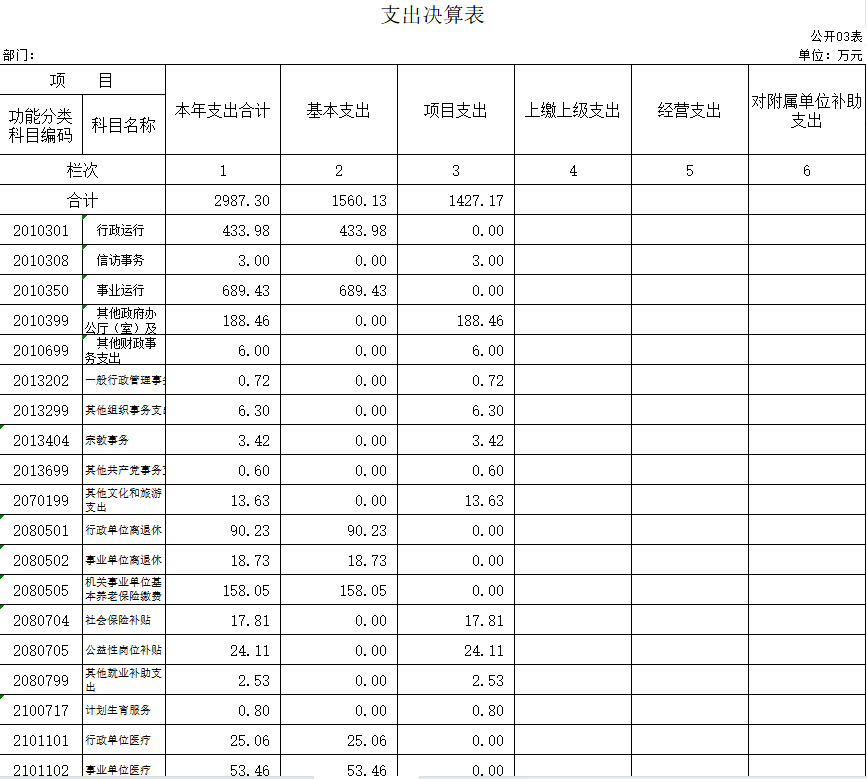 支出决算表
公开03表
部门： 单位：万元
项 目 本年支出合计 基本支出 项目支出 上缴上级支出 经营支出 对附属单位补助
支出
功能分类
科目编码 科目名称
栏次 1 2 3 4 5 6
合计 2987.30 1560.13 1427.17
2010301 行政运行 433.98 433.98 0.00
2010308 信访事务 3.00 0.00 3.00
2010350 事业运行 689.43 689.43 0.00
2010399 其他政府办
公厅（室）及 188.46 0.00 188.46
2010699 其他财政事
务支出 6.00 0.00 6.00
2013202 一般行政管理事 0.72 0.00 0.72
2013299 其他组织事务支 6.30 0.00 6.30
2013404 宗教事务 3.42 0.00 3.42
2013699 其他共产党事务 0.60 0.00 0.60
2070199 其他文化和旅游
支出 13.63 0.00 13.63
2080501 行政单位离退休 90.23 90.23 0.00
2080502 事业单位离退休 18.73 18.73 0.00
2080505 机关事业单位基
本养老保险缴费 158.05 158.05 0.00
2080704 社会保险补贴 17.81 0.00 17.81
2080705 公益性岗位补贴 24.11 0.00 24.11
2080799 其他就业补助支
出 2.53 0.00 2.53
2100717 计划生育服务 0.80 0.00 0.80
2101101 行政单位医疗 25.06 25.06 0.00
2101102 事业单位医疗 53.46 53.46 0.00